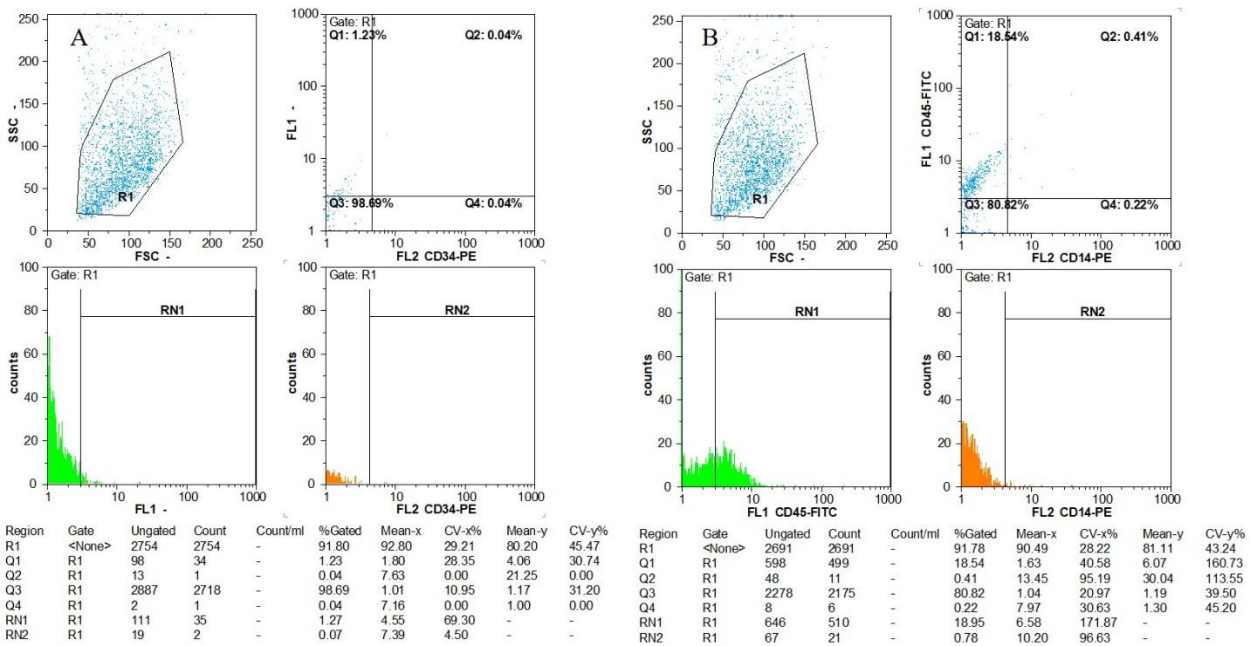 A
250
200
150
100
50
0
SSC -
R1
0 50 100 150 200 250
FSC -
Gate: R1
Q1: 1.23% Q2: 0.04%
1000
100
10
1
FL1 -
Q3: 98.69% Q4: 0.04%
1 10 100 1000
FL2 CD34-PE
B
250
200
150
100
50
0
SSC -
R1
0 50 100 150 200 250
FSC -
Gate: R1
Q1: 18.54% Q2: 0.41%
1000
100
10
1
FL1 CD45-FITC
Q3: 80.82% Q4: 0.22%
1 10 100 1000
FL2 CD14-PE
100
80
60
40
20
0
counts
Gate: R1
RN1
1 10 100 1000
FL1 -
100
80
60
40
20
0
counts
Gate: R1
RN2
1 10 100 1000
FL2 CD34-PE
100
80
60
40
20
0
counts
Gate: R1
RN1
1 10 100 1000
FL1 CD45-FITC
100
80
60
40
20
0
counts
Gate: R1
RN2
1 10 100 1000
FL2 CD14-PE
Region Gate Ungated Count Count/ml %Gated Mean-x CV-x% Mean-y CV-y%
R1 <None> 2754 2754 - 91.80 92.80 29.21 80.20 45.47
Q1 R1 98 34 - 1.23 1.80 28.35 4.06 30.74
Q2 R1 13 1 - 0.04 7.63 0.00 21.25 0.00
Q3 R1 2887 2718 - 98.69 1.01 10.95 1.17 31.20
Q4 R1 2 1 - 0.04 7.16 0.00 1.00 0.00
RN1 R1 111 35 - 1.27 4.55 69.30 - -
RN2 R1 19 2 - 0.07 7.39 4.50 - -
Region Gate Ungated Count Count/ml %Gated Mean-x CV-x% Mean-y CV-y%
R1 <None> 2691 2691 - 91.78 90.49 28.22 81.11 43.24
Q1 R1 598 499 - 18.54 1.63 40.58 6.07 160.73
Q2 R1 48 11 - 0.41 13.45 95.19 30.04 113.55
Q3 R1 2278 2175 - 80.82 1.04 20.97 1.19 39.50
Q4 R1 8 6 - 0.22 7.97 30.63 1.30 45.20
RN1 R1 646 510 - 18.95 6.58 171.87 - -
RN2 R1 67 21 - 0.78 10.20 96.63 - -